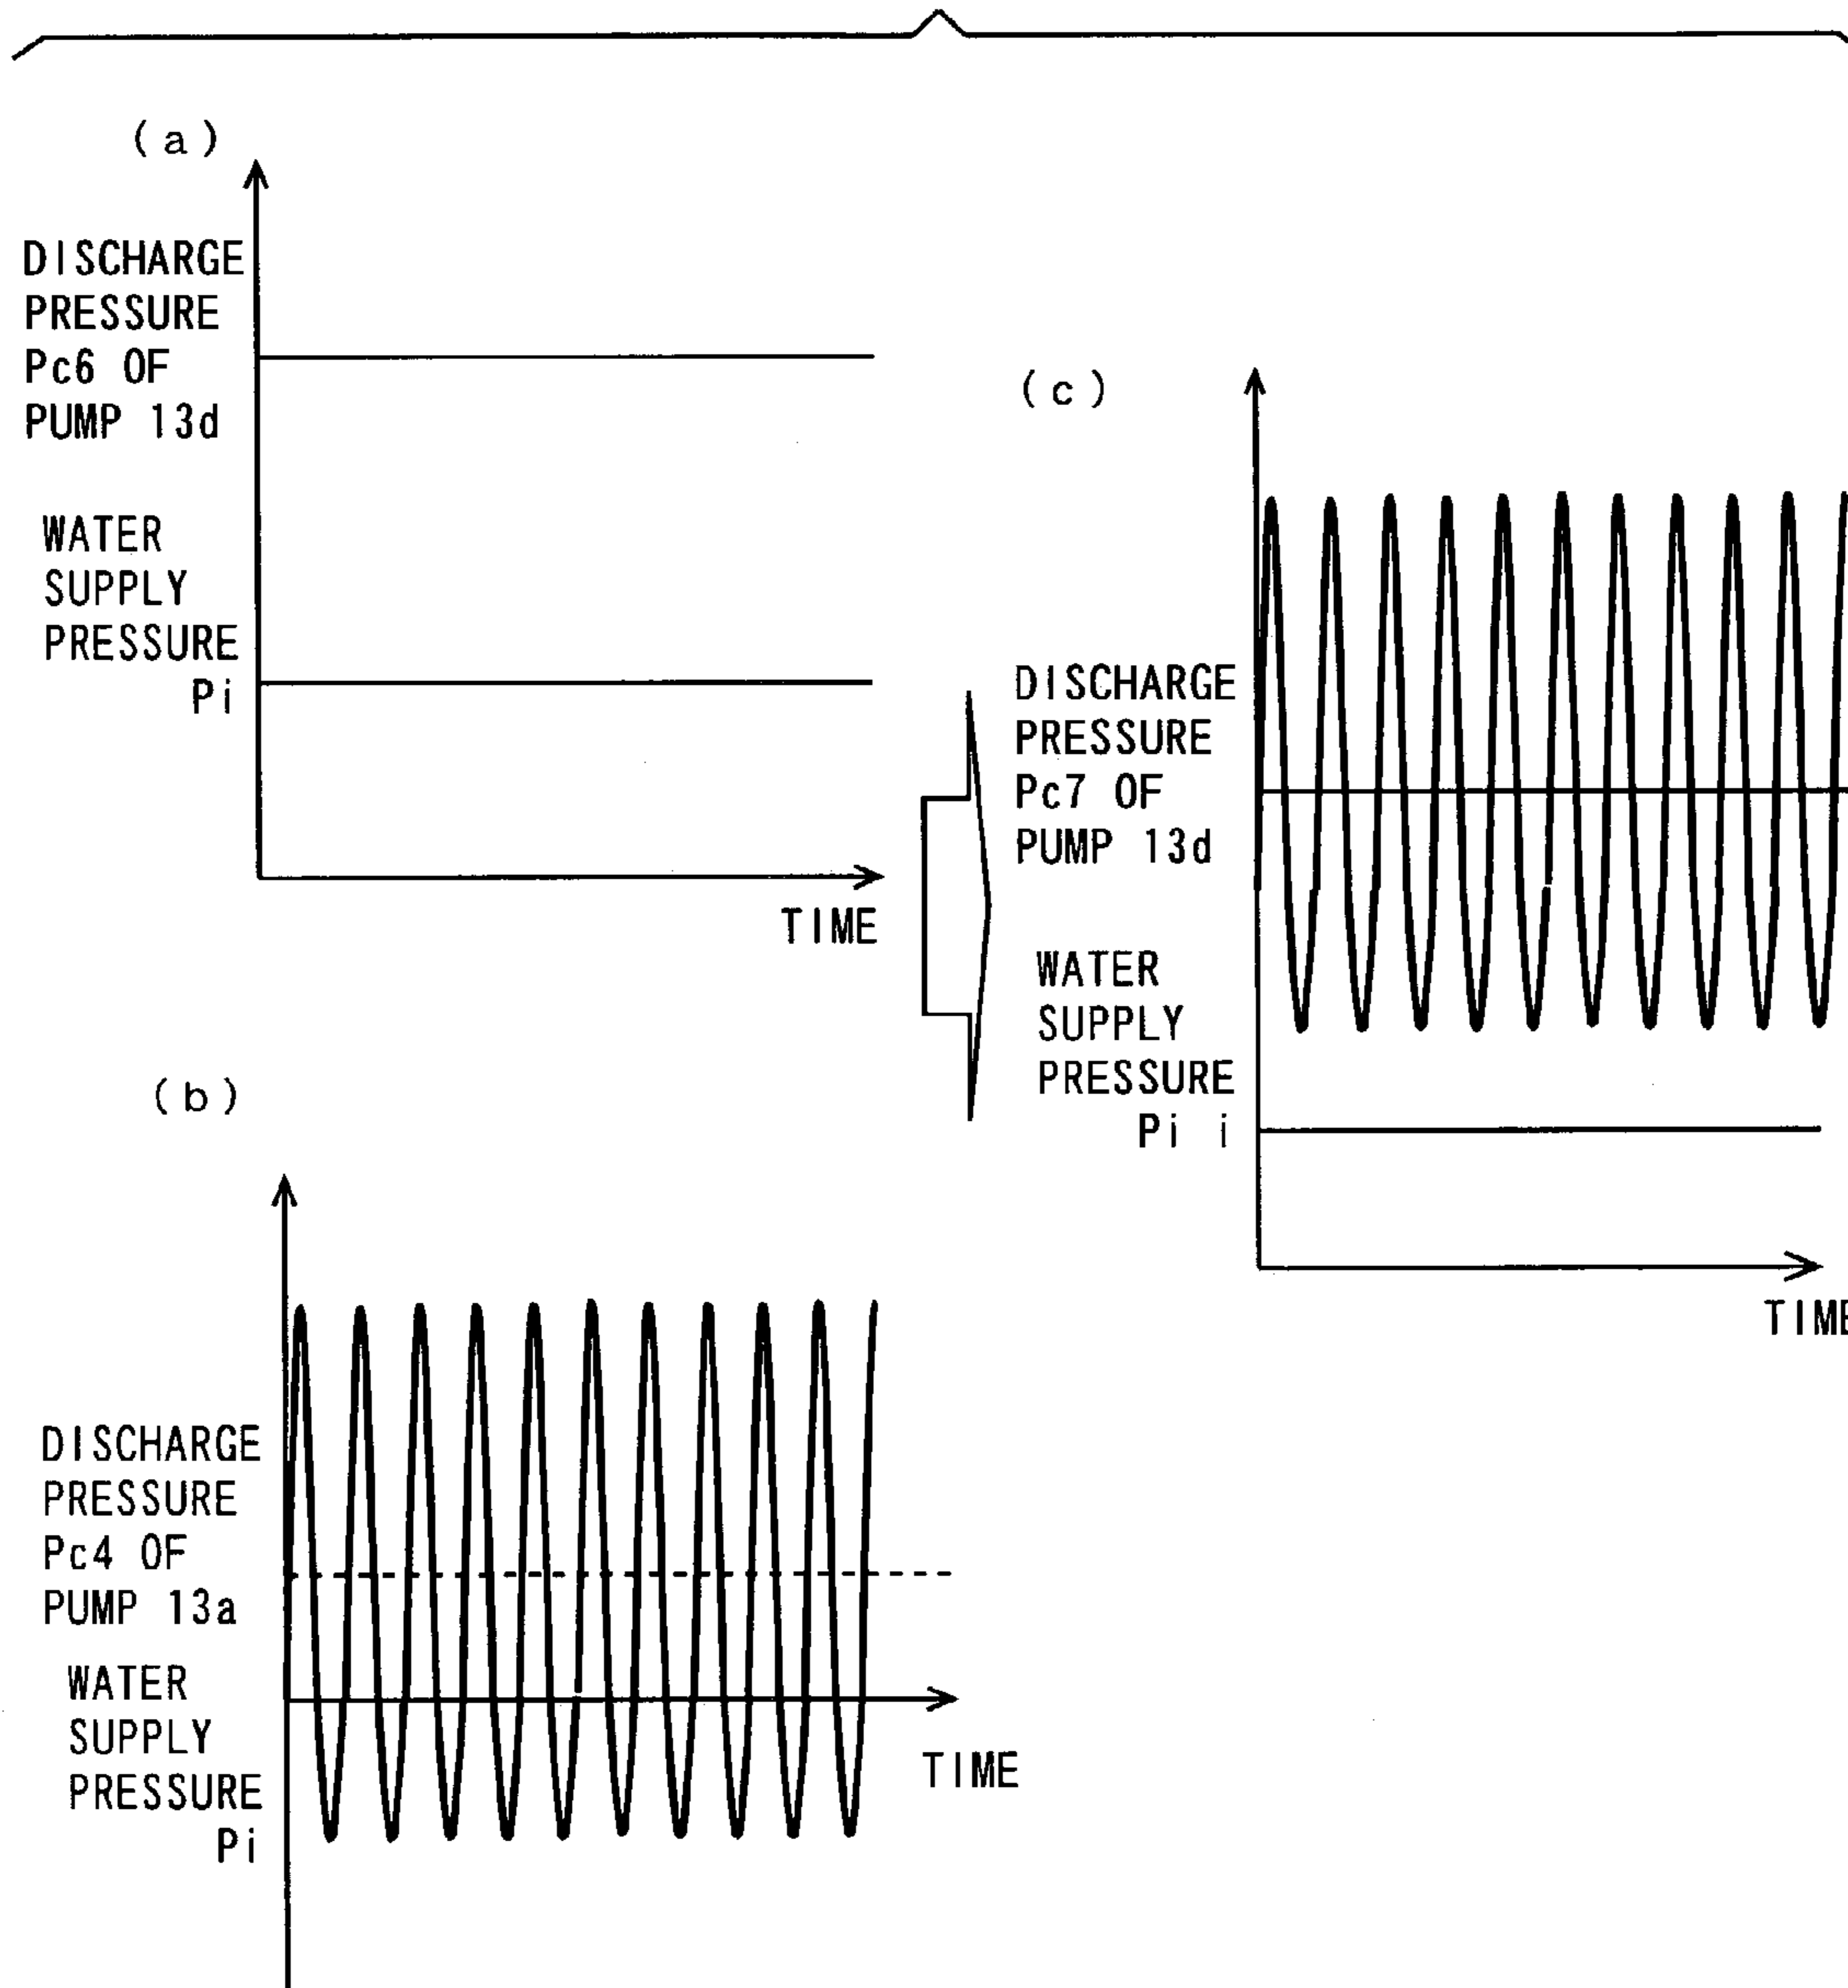 (a)
DISCHARGE
PRESSURE
Pc6 OF
PUMP 13d
WATER
SUPPLY
PRESSURE
Pi
TIME
(b)
DISCHARGE
PRESSURE
Pc4 OF
PUMP 13a
WATER
SUPPLY
PRESSURE
Pi
TIME
(c)
DISCHARGE
PRESSURE
Pc7 OF
PUMP 13d
WATER
SUPPLY
PRESSURE
Pi i
TIME